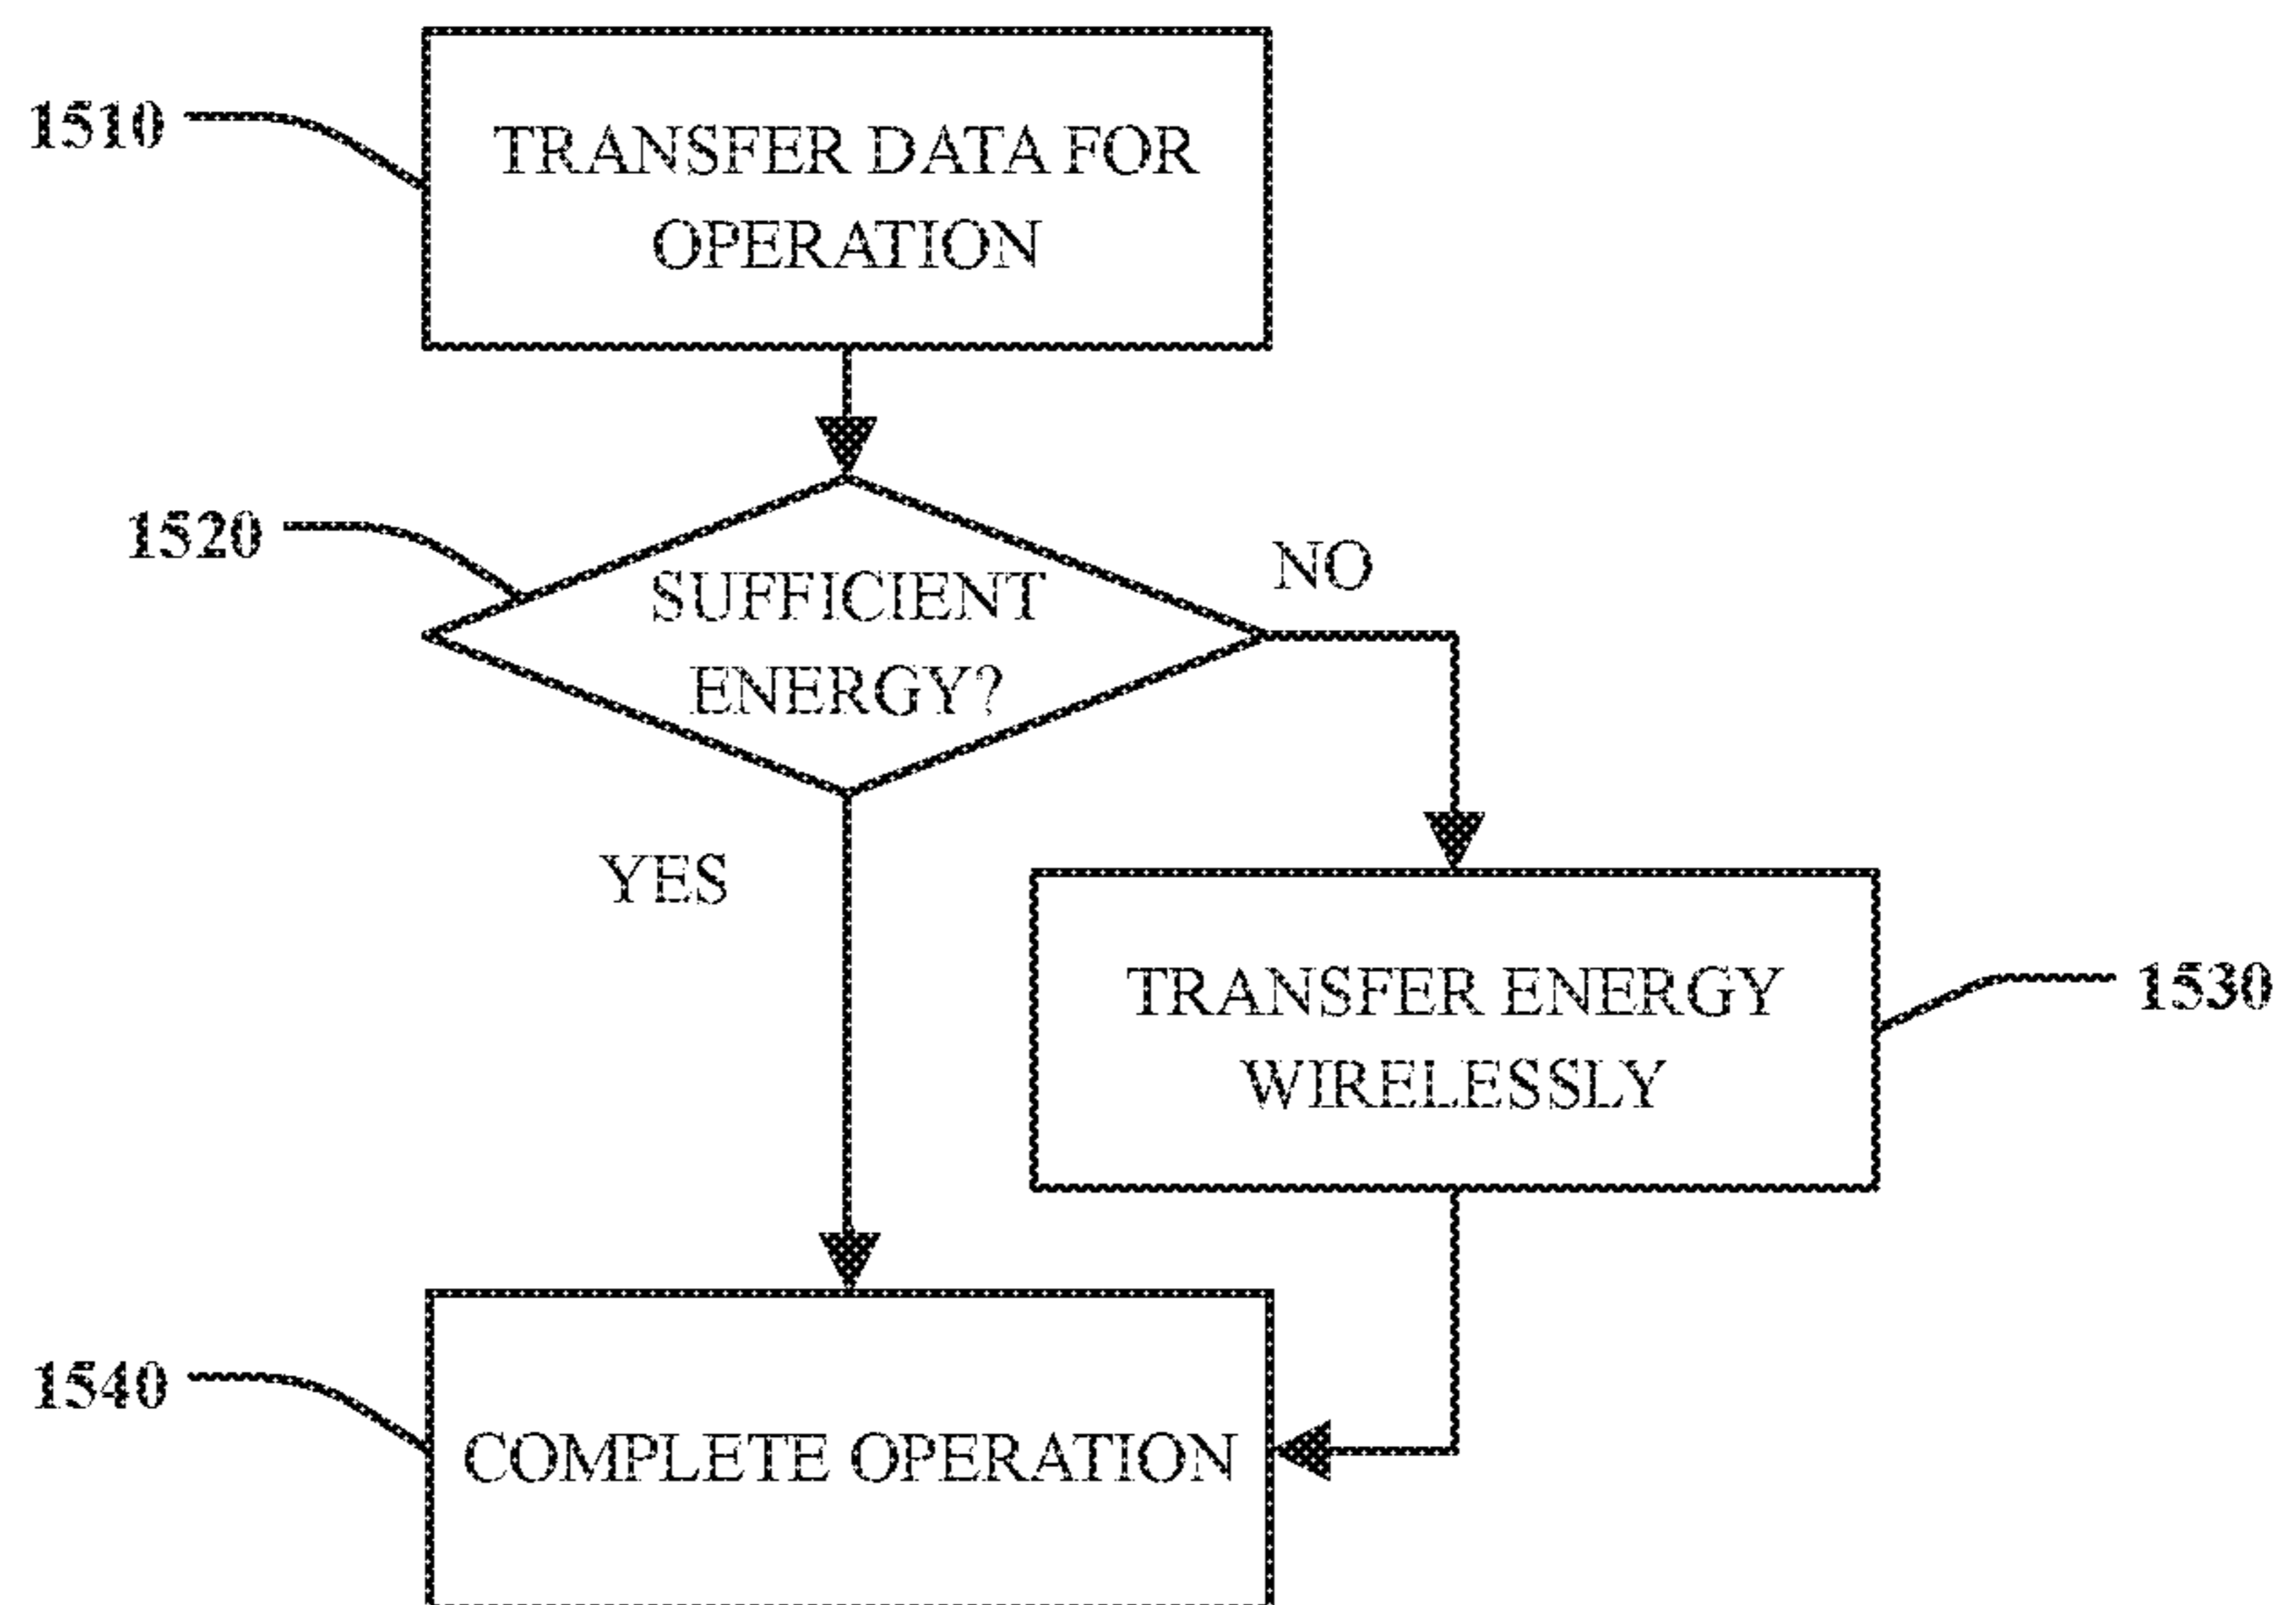 1510
TRANSFER DATA FOR
OPERATION
1520
SUFFICIENT
ENERGY?
NO
YES
TRANSFER ENERGY
WIRELESSLY
1530
1540
COMPLETE OPERATION